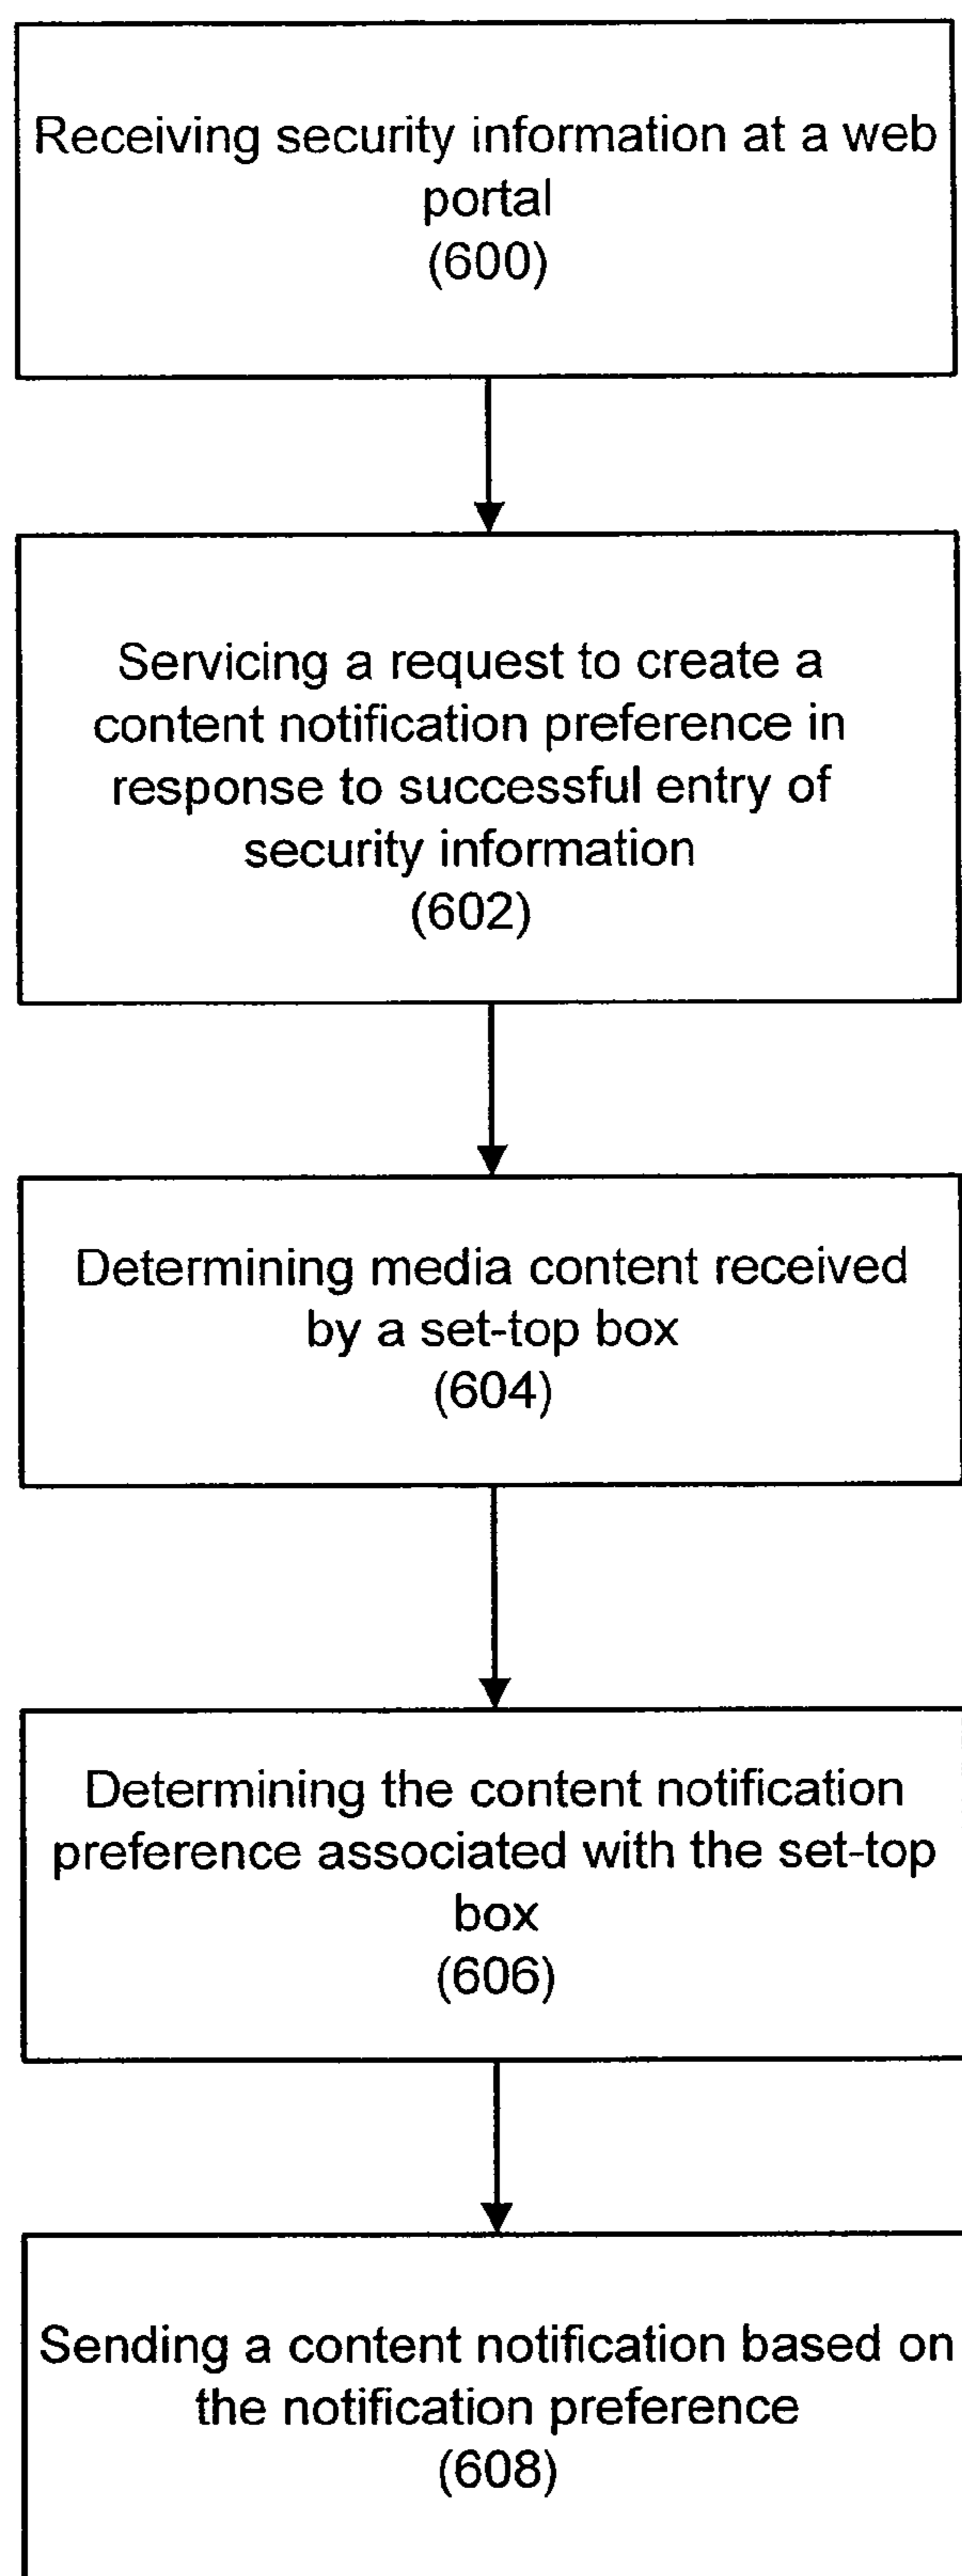 Receiving security information at a web
portal
(600)
Servicing a request to create a
content notification preference in
response to successful entry of
security information
(602)
Determining media content received
by a set-top box
(604)
Determining the content notification
preference associated with the set-top
box
(606)
Sending a content notification based on
the notification preference
(608)